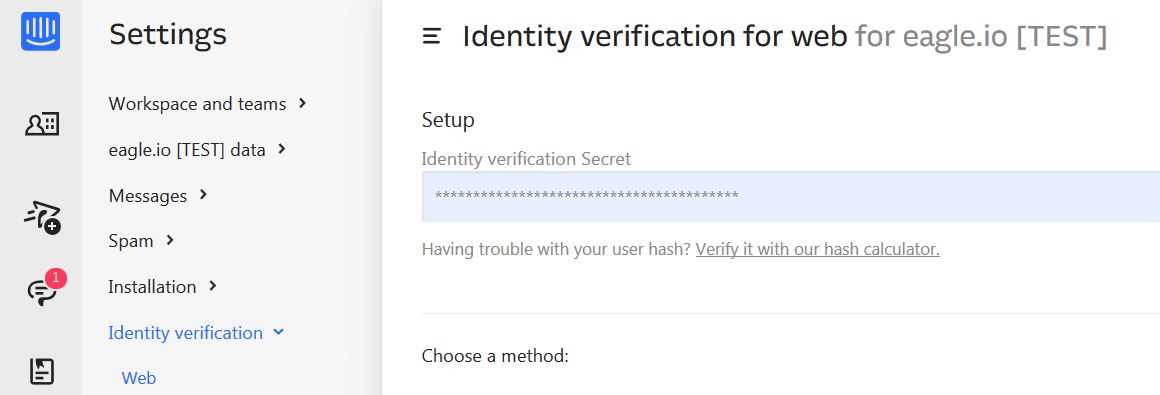 Settings
Workspace and teams
eagle.io [TEST] data
Messages
Spam
Installation
Identity verification
Web
1
Identity verification for web for eagle.io [TEST]
Setup
Identity verification Secret
****************************************
Having trouble with your user hash? Verify it with our hash calculator.
Choose a method: